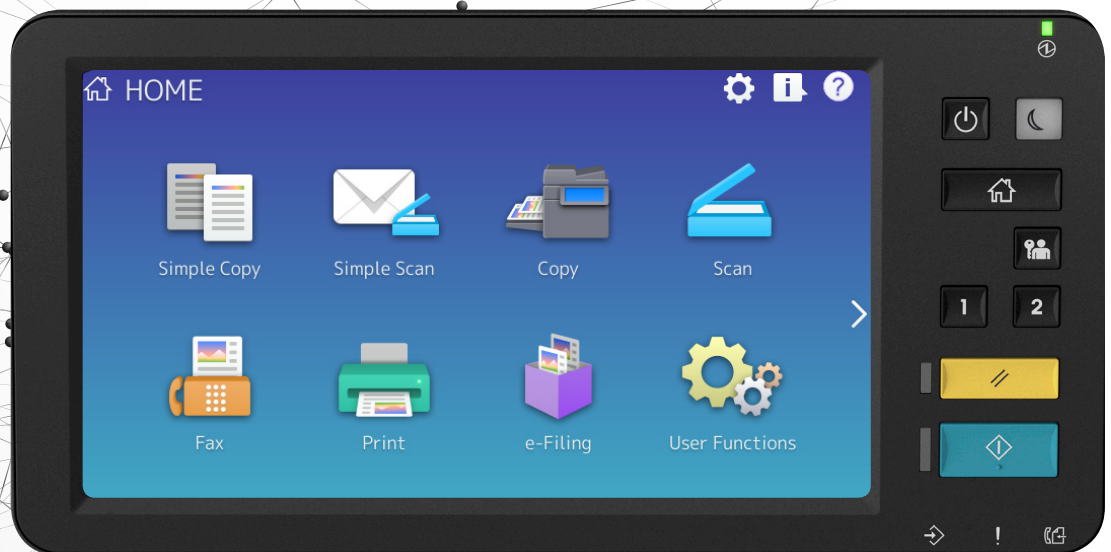 HOME
Simple Copy
Simple Scan
Copy
Scan
Fax
Print
e-Filing
User Functions
1
2